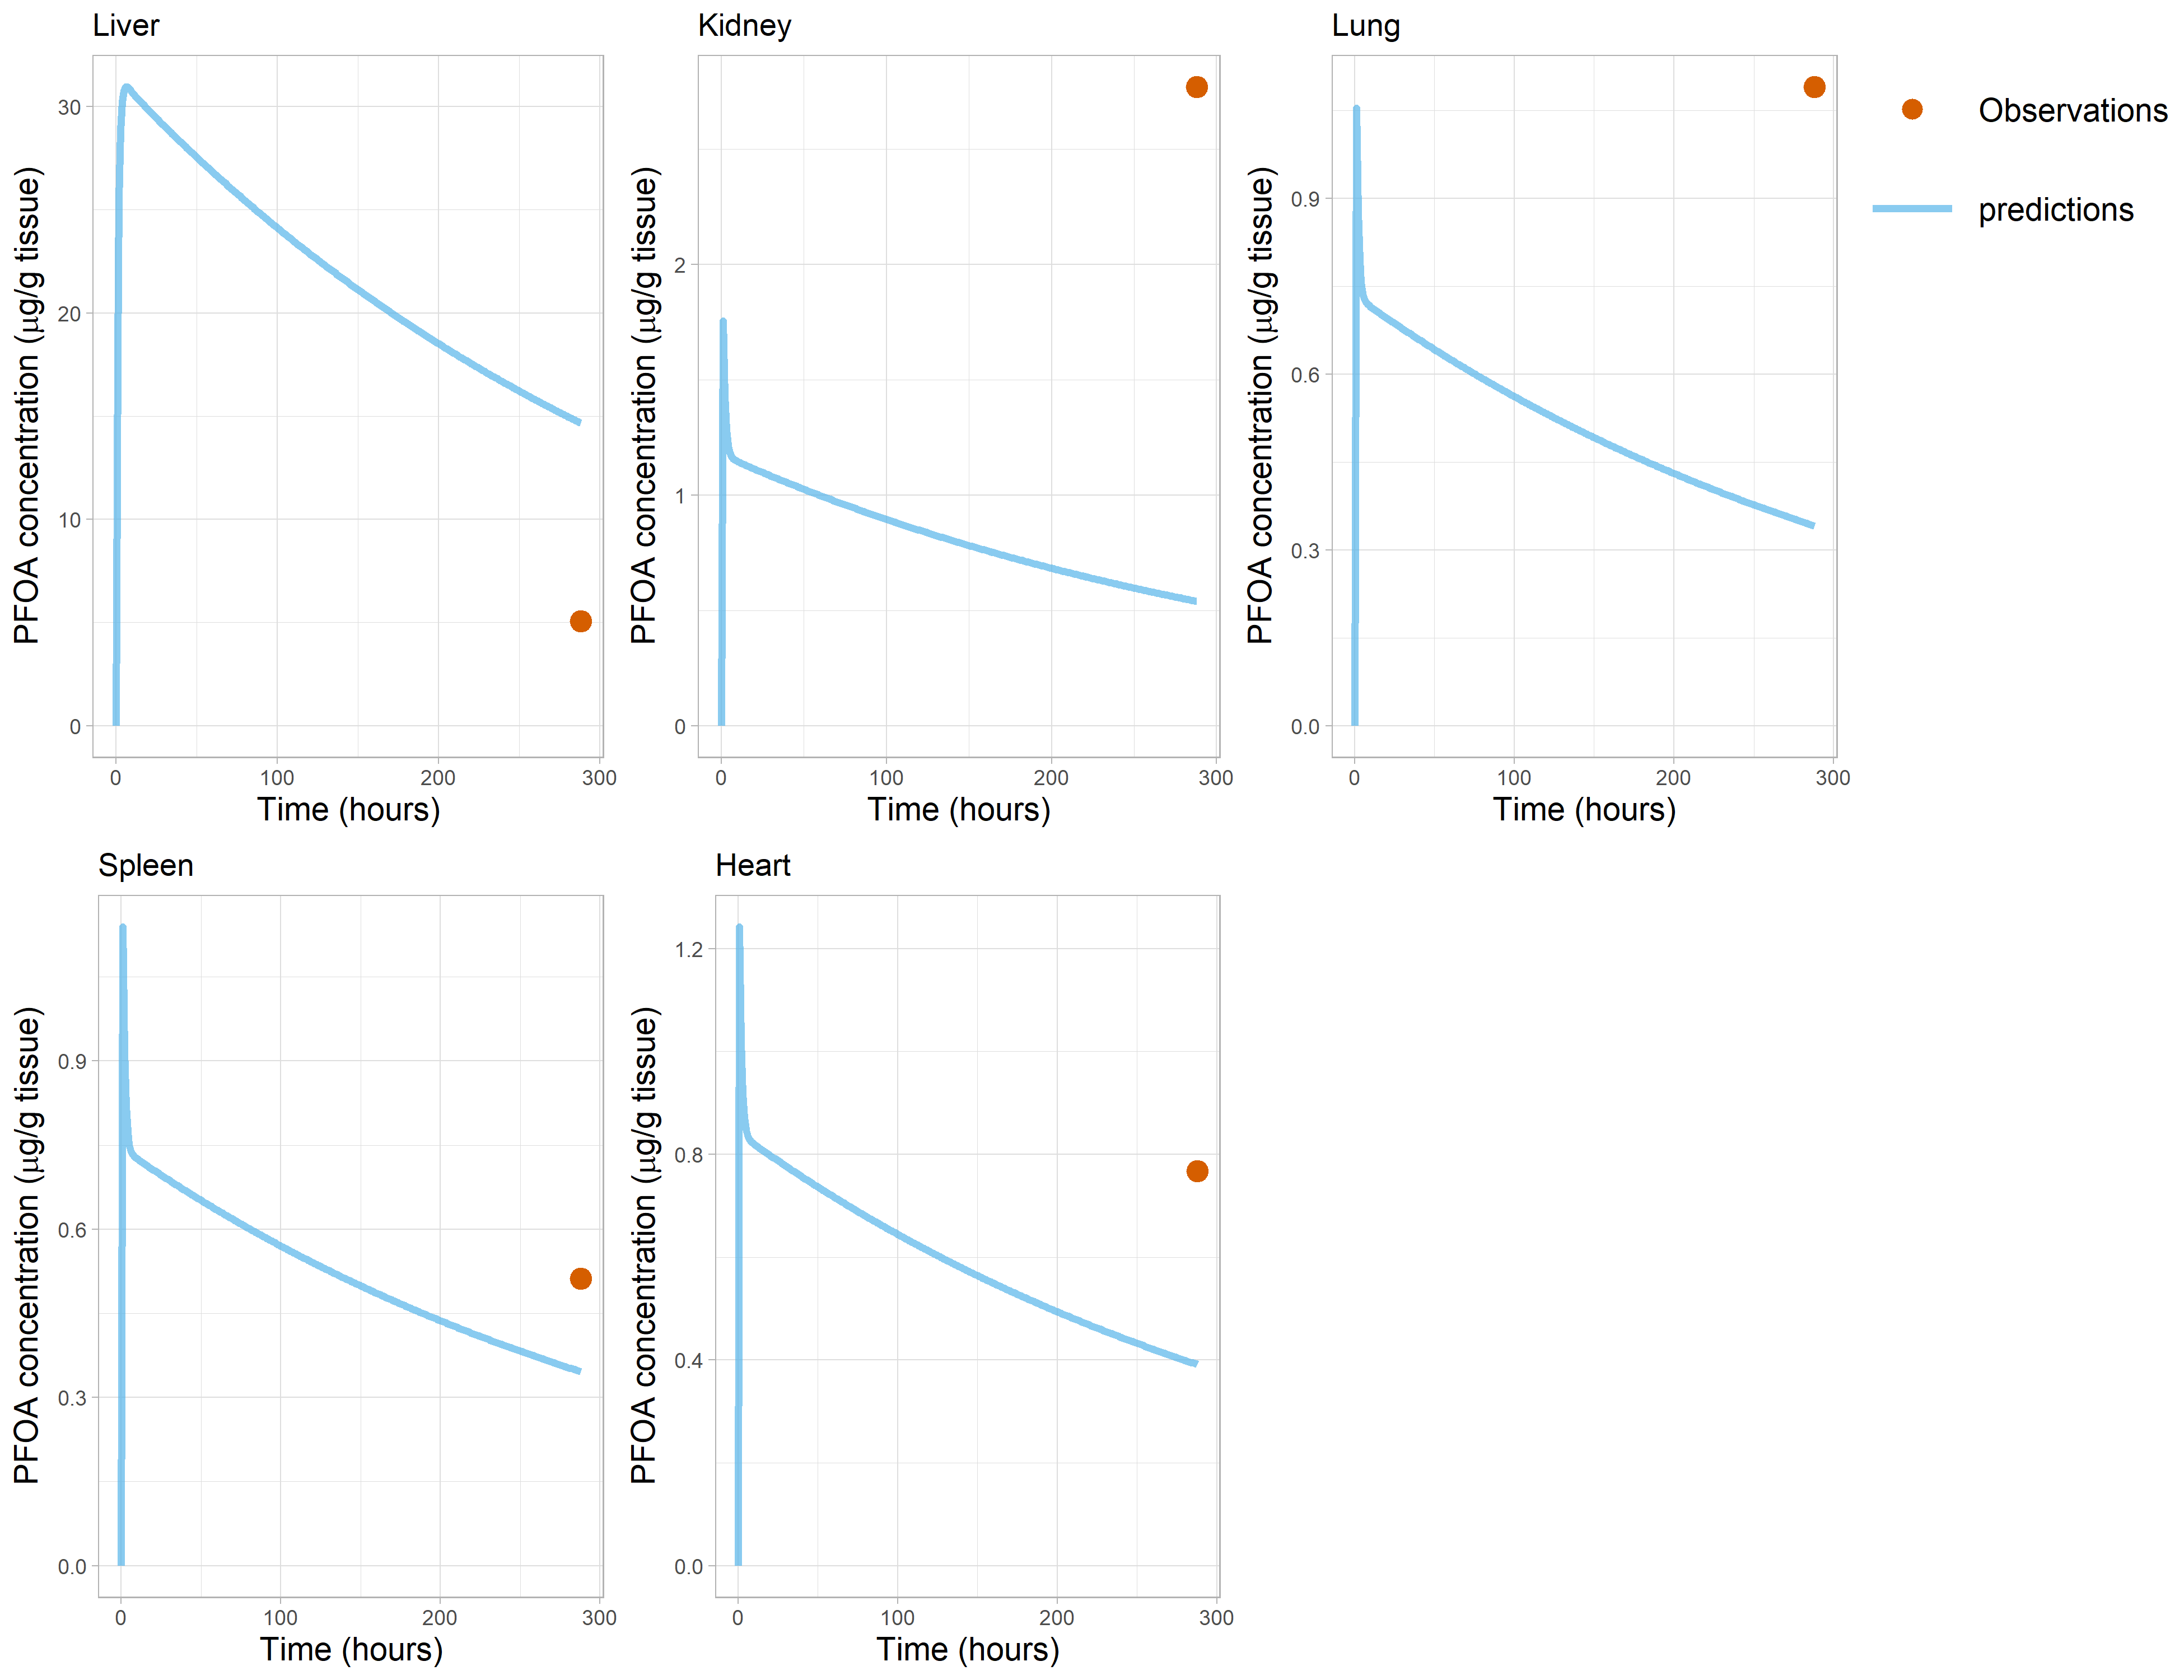 Liver
PFOA concentration (μg/g tissue)
30
20
10
0
0 100 200 300
Time (hours)
Kidney
PFOA concentration (μg/g tissue)
2
1
0
0 100 200 300
Time (hours)
Lung
PFOA concentration (μg/g tissue)
0.9
0.6
0.3
0.0
0 100 200 300
Time (hours)
Observations
predictions
Spleen
PFOA concentration (μg/g tissue)
0.9
0.6
0.3
0.0
0 100 200 300
Time (hours)
Heart
PFOA concentration (μg/g tissue)
1.2
0.8
0.4
0.0
0 100 200 300
Time (hours)